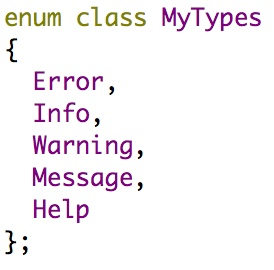 enum class MyTypes
{
  Error,
  Info,
  Warning,
  Message,
  Help
};